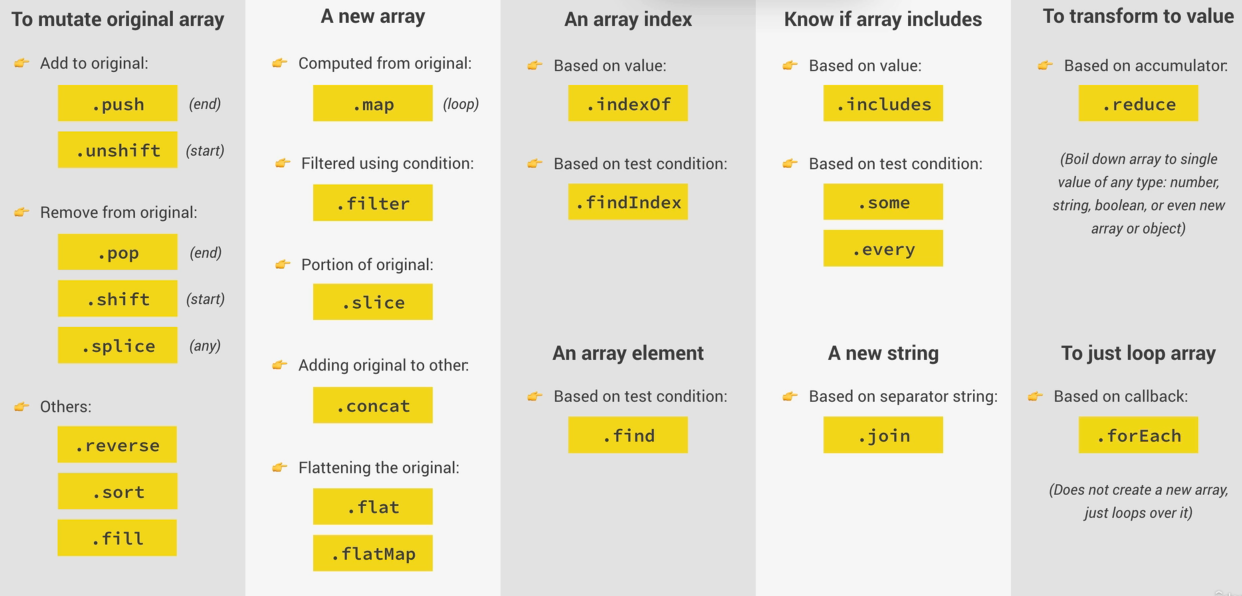 To mutate original array
Add to original:
.push (end)
.unshift (start)
Remove from original:
.pop (end)
.shift (start)
.splice (any)
Others:
.reverse
.sort
.fill
A new array
Computed from original:
.map (loop)
Filtered using condition:
.filter
Portion of original:
.slice
Adding original to other:
.concat
Flattening the original:
.flat
.flatMap
An array index
Based on value:
.indexOf
Based on test condition:
.findIndex
An array element
Based on test condition:
.find
Know if array includes
Based on value:
.includes
Based on test condition:
.some
.every
A new string
Based on separator string:
.join
To transform to value
Based on accumulator:
.reduce
(Boil down array to single
value of any type: number,
string, boolean, or even new
array or object)
To just loop array
Based on callback:
.forEach
(Does not create a new array,
just loops over it)